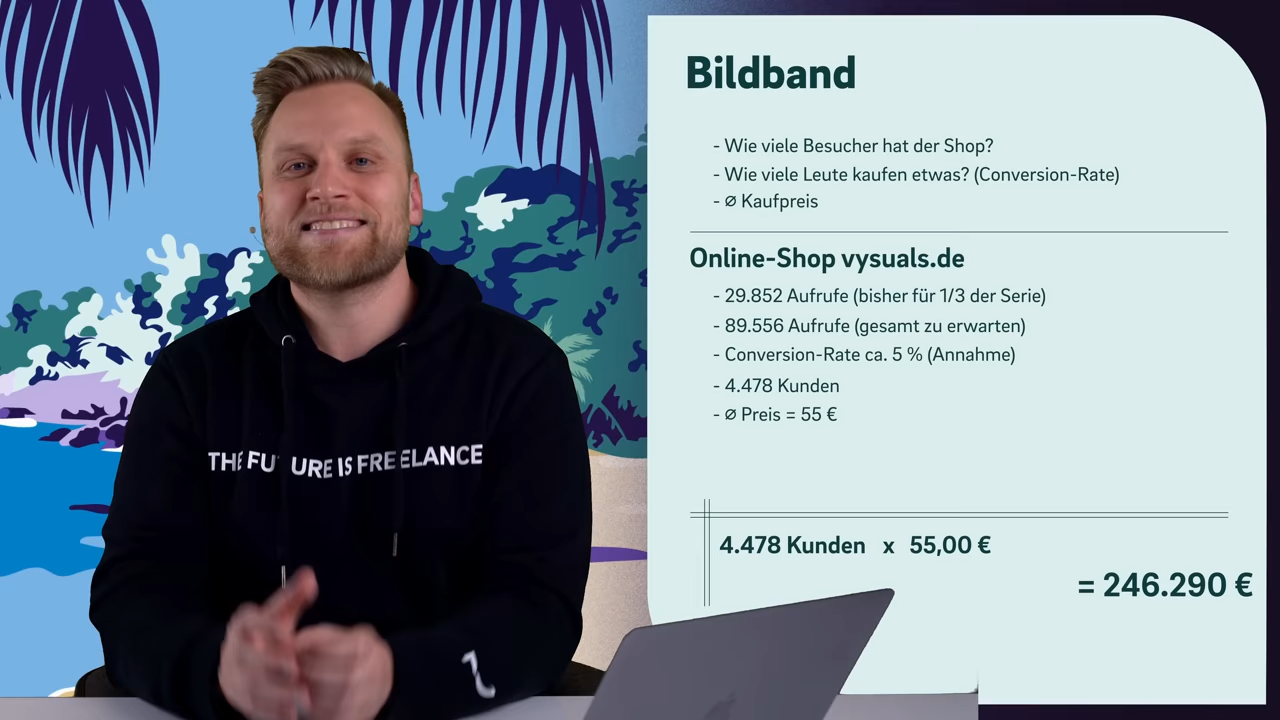 Bildband
- Wie viele Besucher hat der Shop?
- Wie viele Leute kaufen etwas? (Conversion-Rate)
- ⌀ Kaufpreis
Online-Shop vysuals.de
- 29.852 Aufrufe (bisher für 1/3 der Serie)
- 89.556 Aufrufe (gesamt zu erwarten)
- Conversion-Rate ca. 5 % (Annahme)
- 4.478 Kunden
- ⌀ Preis = 55 €
4.478 Kunden x 55,00 €
= 246.290 €
THE FUTURE IS FREELANCE